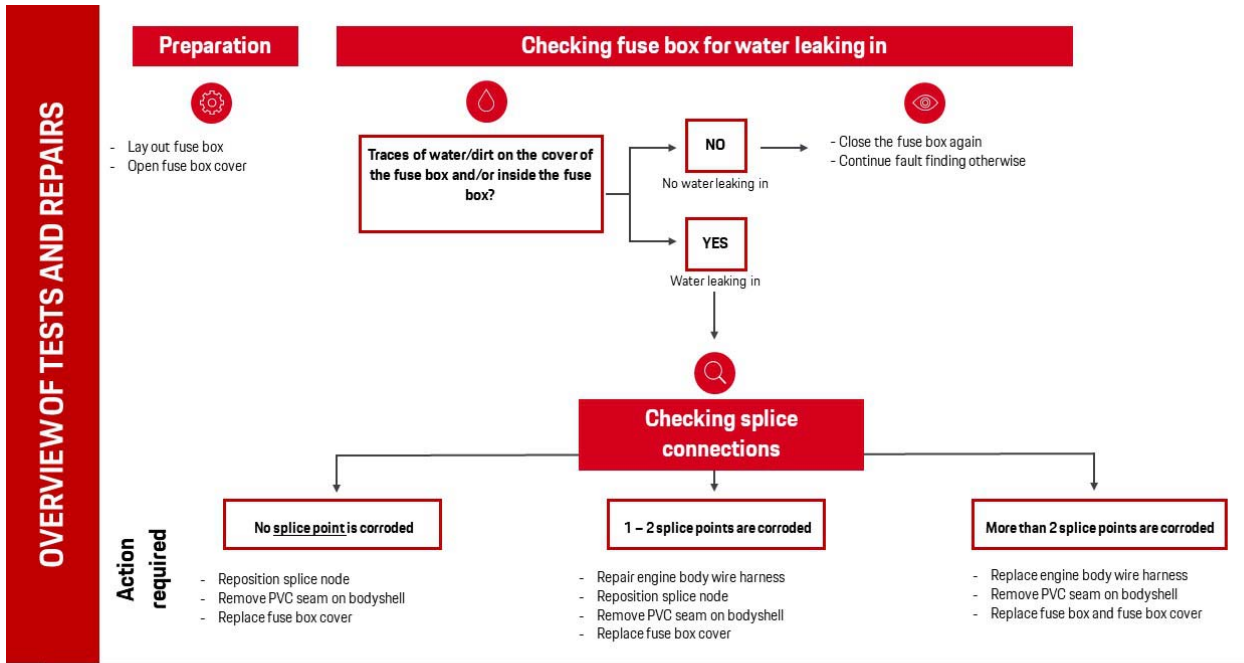 OVERVIEW OF TESTS AND REPAIRS
Preparation
- Lay out fuse box
- Open fuse box cover
Checking fuse box for water leaking in
Traces of water/dirt on the cover of
the fuse box and/or inside the fuse
box?
NO
No water leaking in
- Close the fuse box again
- Continue fault finding otherwise
YES
Water leaking in
Checking splice
connections
Action
required
No splice point is corroded
- Reposition splice node
- Remove PVC seam on bodyshell
- Replace fuse box cover
1 – 2 splice points are corroded
- Repair engine body wire harness
- Reposition splice node
- Remove PVC seam on bodyshell
- Replace fuse box cover
More than 2 splice points are corroded
- Replace engine body wire harness
- Remove PVC seam on bodyshell
- Replace fuse box and fuse box cover